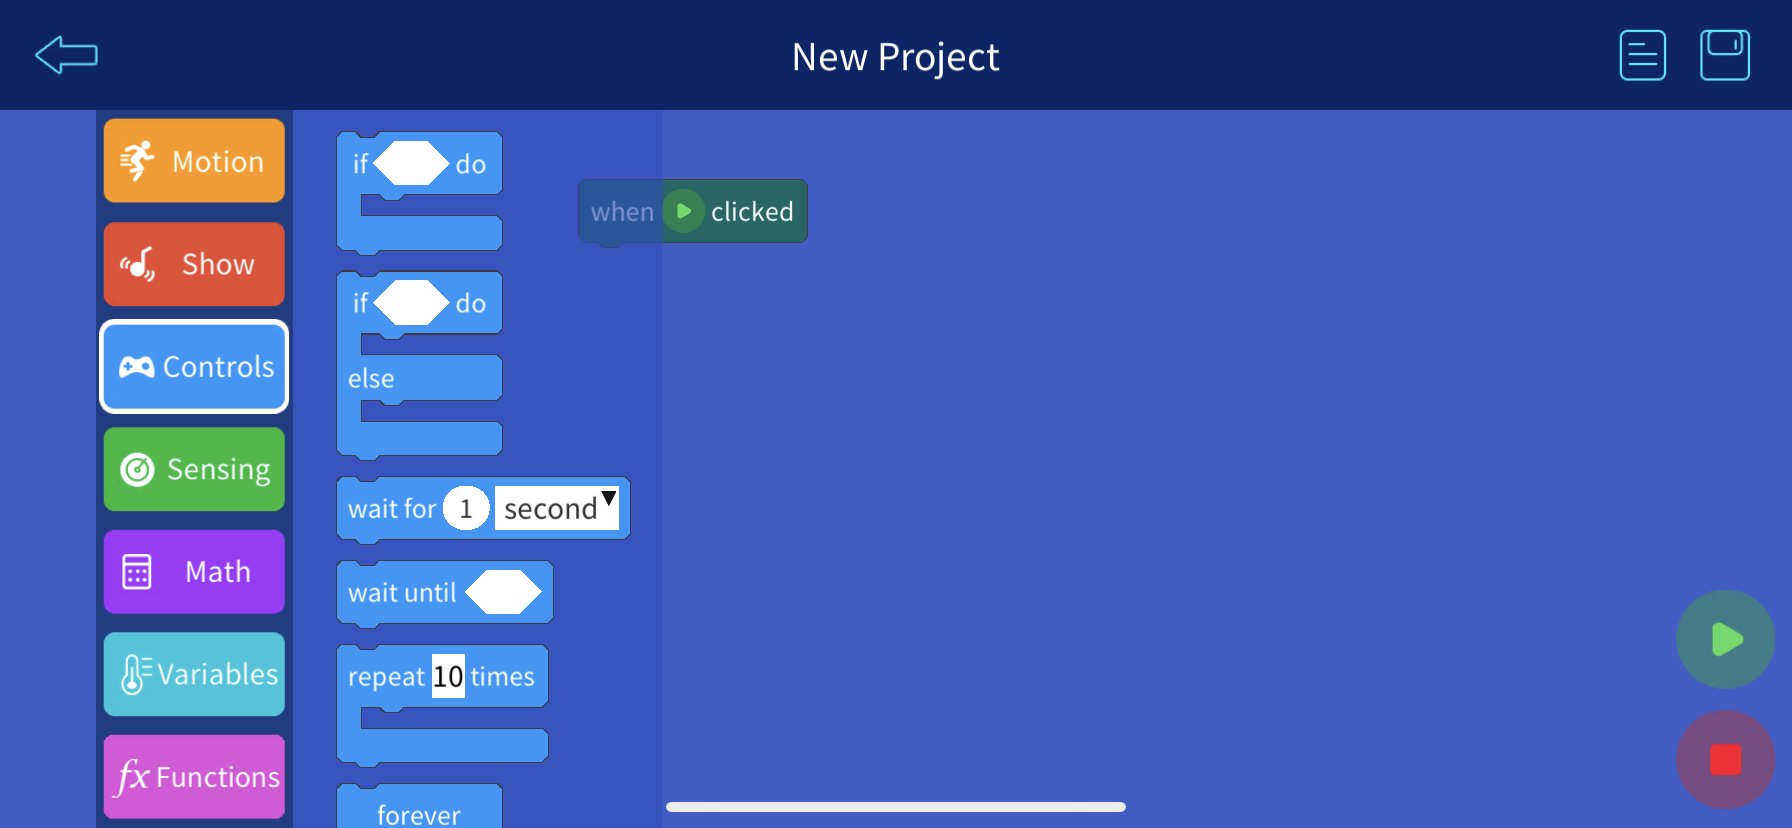 New Project
Motion
Show
Controls
Sensing
Math
Variables
fx Functions
if do
if do
else
wait for 1 second
wait until
repeat 10 times
forever
when clicked